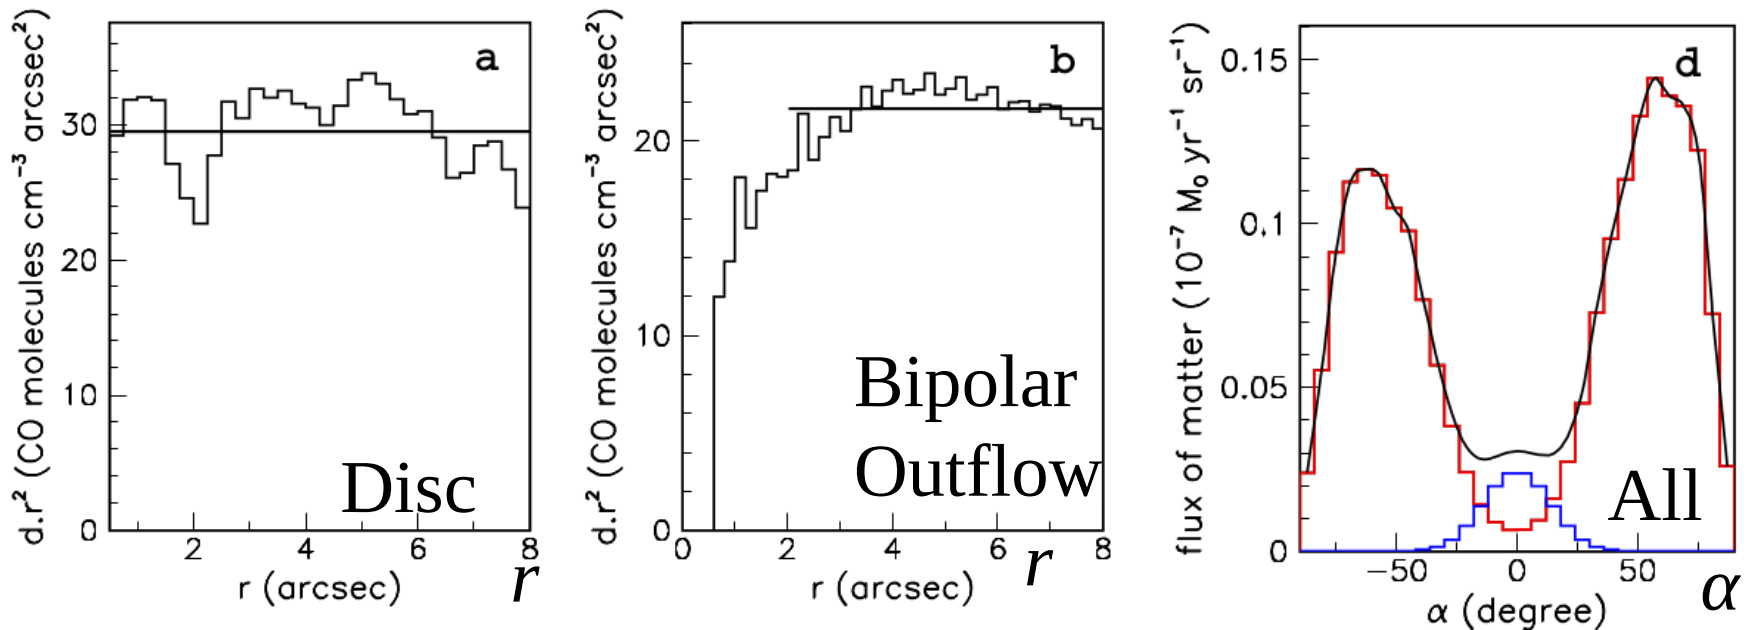 d.r² (CO molecules cm⁻³ arcsec²)
a
30
20
10
0
Disc
2
4
6
8
r (arcsec)
r
d.r² (CO molecules cm⁻³ arcsec²)
b
20
10
0
Bipolar
Outflow
0
2
4
6
8
r (arcsec)
r
flux of matter (10⁻⁷ M₀ yr⁻¹ sr⁻¹)
d
0.15
0.1
0.05
0
All
−50
0
50
α (degree)
α